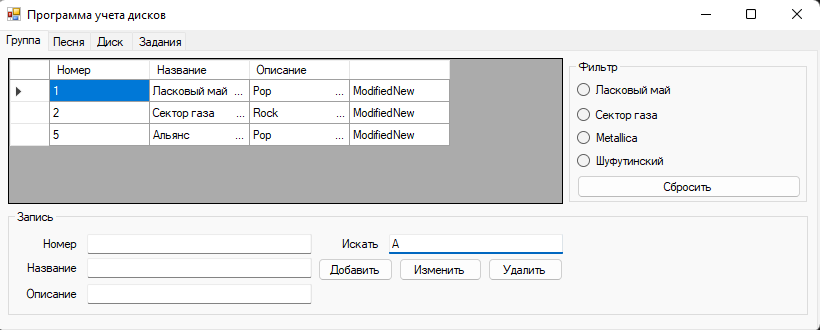 Программа учета дисков
Группа Песня Диск Задания
Номер Название Описание
1 Ласковый май ... Pop ... ModifiedNew
2 Сектор газа ... Rock ... ModifiedNew
5 Альянс ... Pop ... ModifiedNew
Фильтр
Ласковый май
Сектор газа
Metallica
Шуфутинский
Сбросить
Запись
Номер
Искать A
Название
Добавить Изменить Удалить
Описание